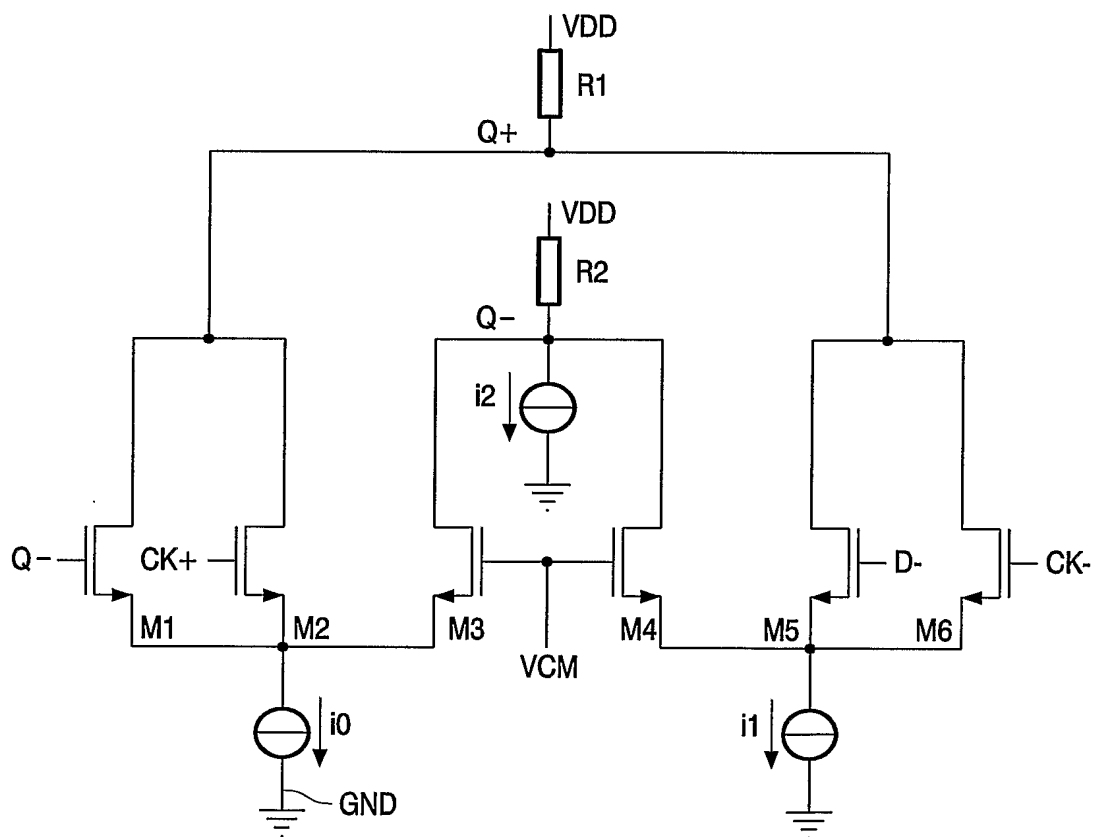 VDD
R1
Q+
VDD
R2
Q-
i2
Q-
CK+
D-
CK-
M1
M2
M3
M4
M5
M6
VCM
i0
i1
GND